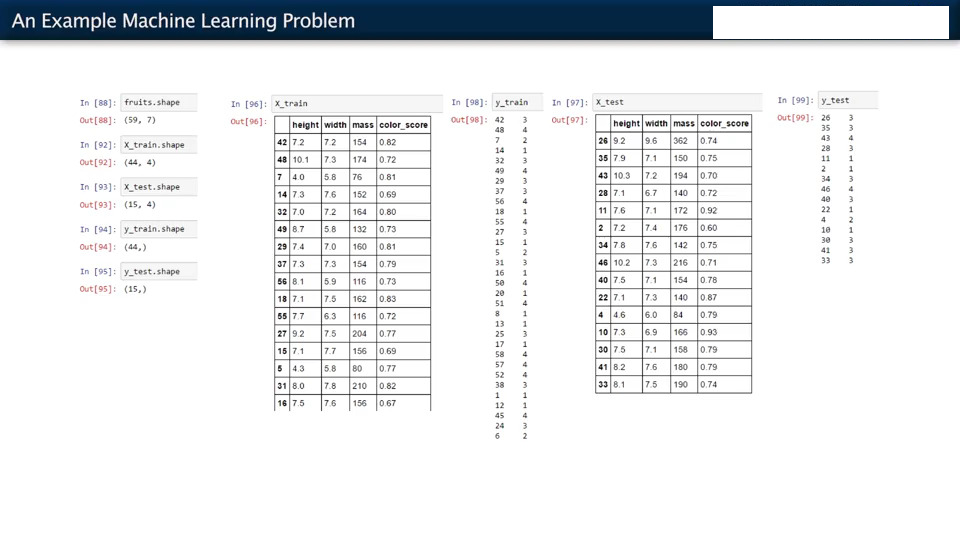 An Example Machine Learning Problem
In [88]: fruits.shape
Out[88]: (59, 7)
In [92]: X_train.shape
Out[92]: (44, 4)
In [93]: X_test.shape
Out[93]: (15, 4)
In [94]: y_train.shape
Out[94]: (44,)
In [95]: y_test.shape
Out[95]: (15,)
In [96]: X_train
Out[96]:
height width mass color_score
42 7.2 7.2 154 0.82
48 10.1 7.3 174 0.72
7 4.0 5.8 76 0.81
14 7.3 7.6 152 0.69
32 7.0 7.2 164 0.80
49 8.7 5.8 132 0.73
29 7.4 7.0 160 0.81
37 7.3 7.3 154 0.79
56 8.1 5.9 116 0.73
18 7.1 7.5 162 0.83
55 7.7 6.3 116 0.72
27 9.2 7.5 204 0.77
15 7.1 7.7 156 0.69
5 4.3 5.8 80 0.77
31 8.0 7.8 210 0.82
16 7.5 7.6 156 0.67
In [98]: y_train
Out[98]: 42 3
48 4
7 2
14 1
32 3
49 4
29 3
37 3
56 4
18 1
55 4
27 3
15 1
5 2
31 3
16 1
50 4
20 1
51 4
8 1
13 1
25 3
17 1
58 4
57 4
52 4
38 3
1 1
12 1
45 4
24 3
6 2
In [97]: X_test
Out[97]:
height width mass color_score
26 9.2 9.6 362 0.74
35 7.9 7.1 150 0.75
43 10.3 7.2 194 0.70
28 7.1 6.7 140 0.72
11 7.6 7.1 172 0.92
2 7.2 7.4 176 0.60
34 7.8 7.6 142 0.75
46 10.2 7.3 216 0.71
40 7.5 7.1 154 0.78
22 7.1 7.3 140 0.87
4 4.6 6.0 84 0.79
10 7.3 6.9 166 0.93
30 7.5 7.1 158 0.79
41 8.2 7.6 180 0.79
33 8.1 7.5 190 0.74
In [99]: y_test
Out[99]: 26 3
35 3
43 4
28 3
11 1
2 1
34 3
46 4
40 3
22 1
4 2
10 1
30 3
41 3
33 3